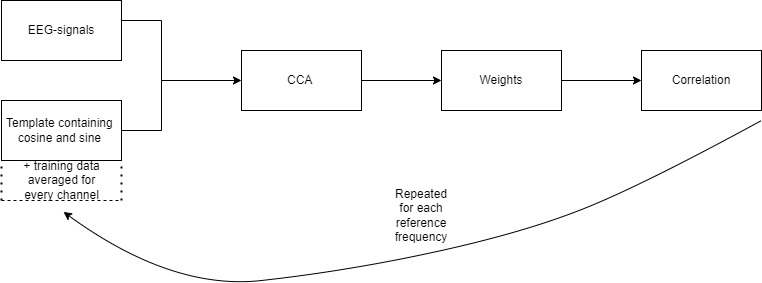 EEG-signals
Template containing
cosine and sine
+ training data
averaged for
every channel
CCA
Weights
Correlation
Repeated
for each
reference
frequency